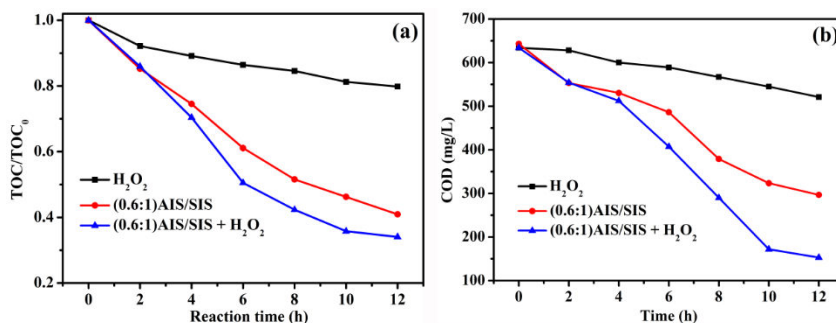 (a)
1.0
0.8
0.6
0.4
0.2
TOC/TOC₀
H₂O₂
(0.6:1)AIS/SIS
(0.6:1)AIS/SIS + H₂O₂
0 2 4 6 8 10 12
Reaction time (h)
(b)
700
600
500
400
300
200
100
COD (mg/L)
H₂O₂
(0.6:1)AIS/SIS
(0.6:1)AIS/SIS + H₂O₂
0 2 4 6 8 10 12
Time (h)